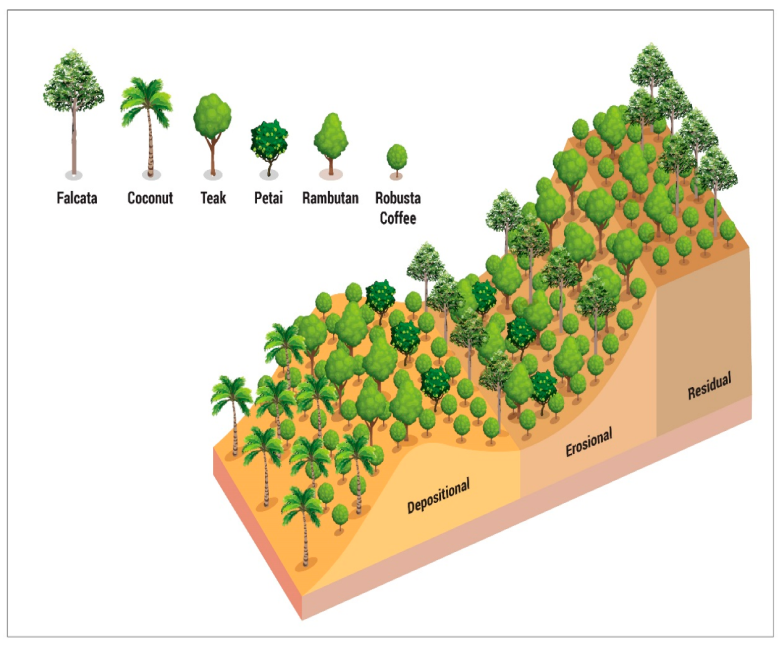 Falcata
Coconut
Teak
Petai
Rambutan
Robusta
Coffee
Depositional
Erosional
Residual